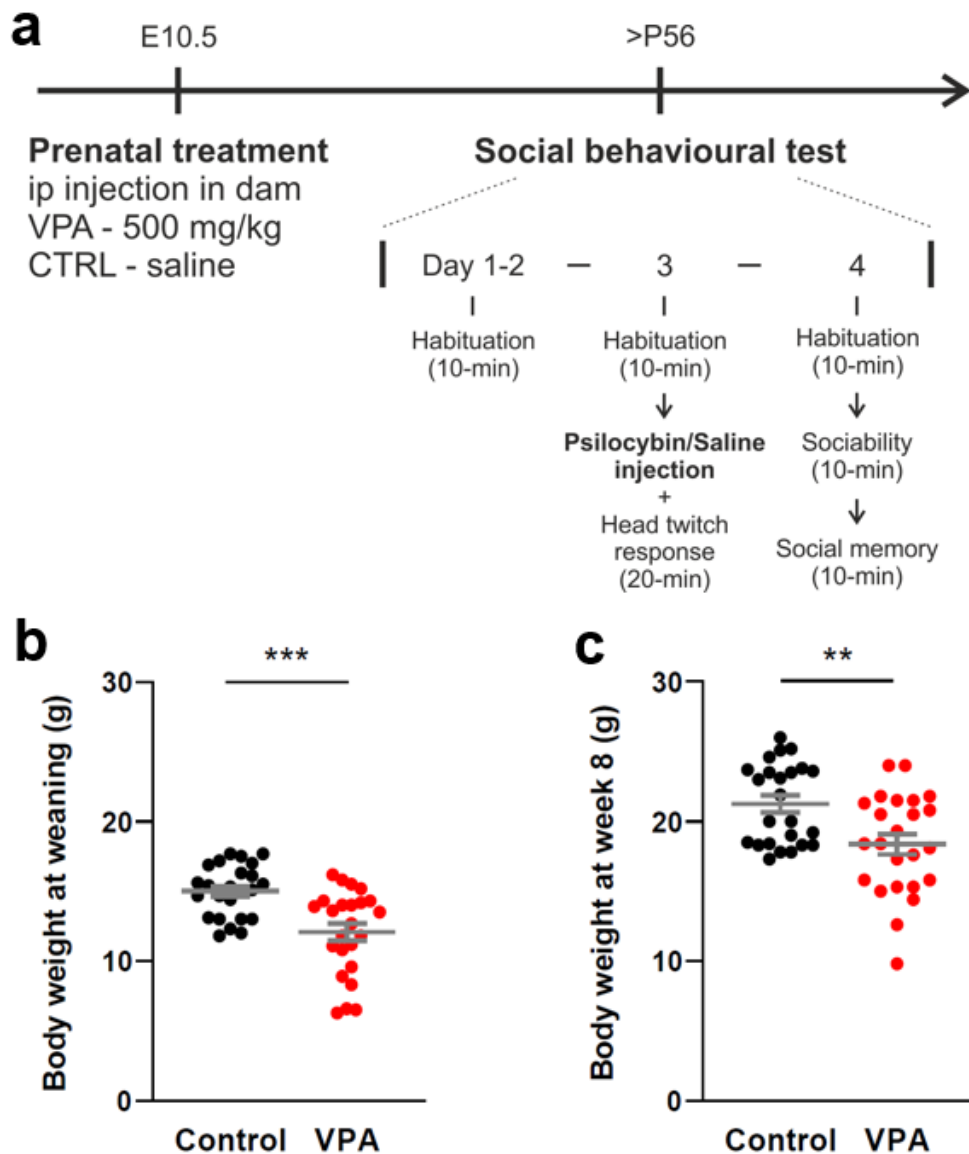 a
E10.5
>P56
Prenatal treatment
ip injection in dam
VPA - 500 mg/kg
CTRL - saline
Social behavioural test
Day 1-2 – 3 – 4
Habituation
(10-min)
Habituation
(10-min)
Psilocybin/Saline
injection
+
Head twitch
response
(20-min)
Habituation
(10-min)
Sociability
(10-min)
Social memory
(10-min)
b
***
Body weight at weaning (g)
30
20
10
0
Control VPA
c
**
Body weight at week 8 (g)
30
20
10
0
Control VPA